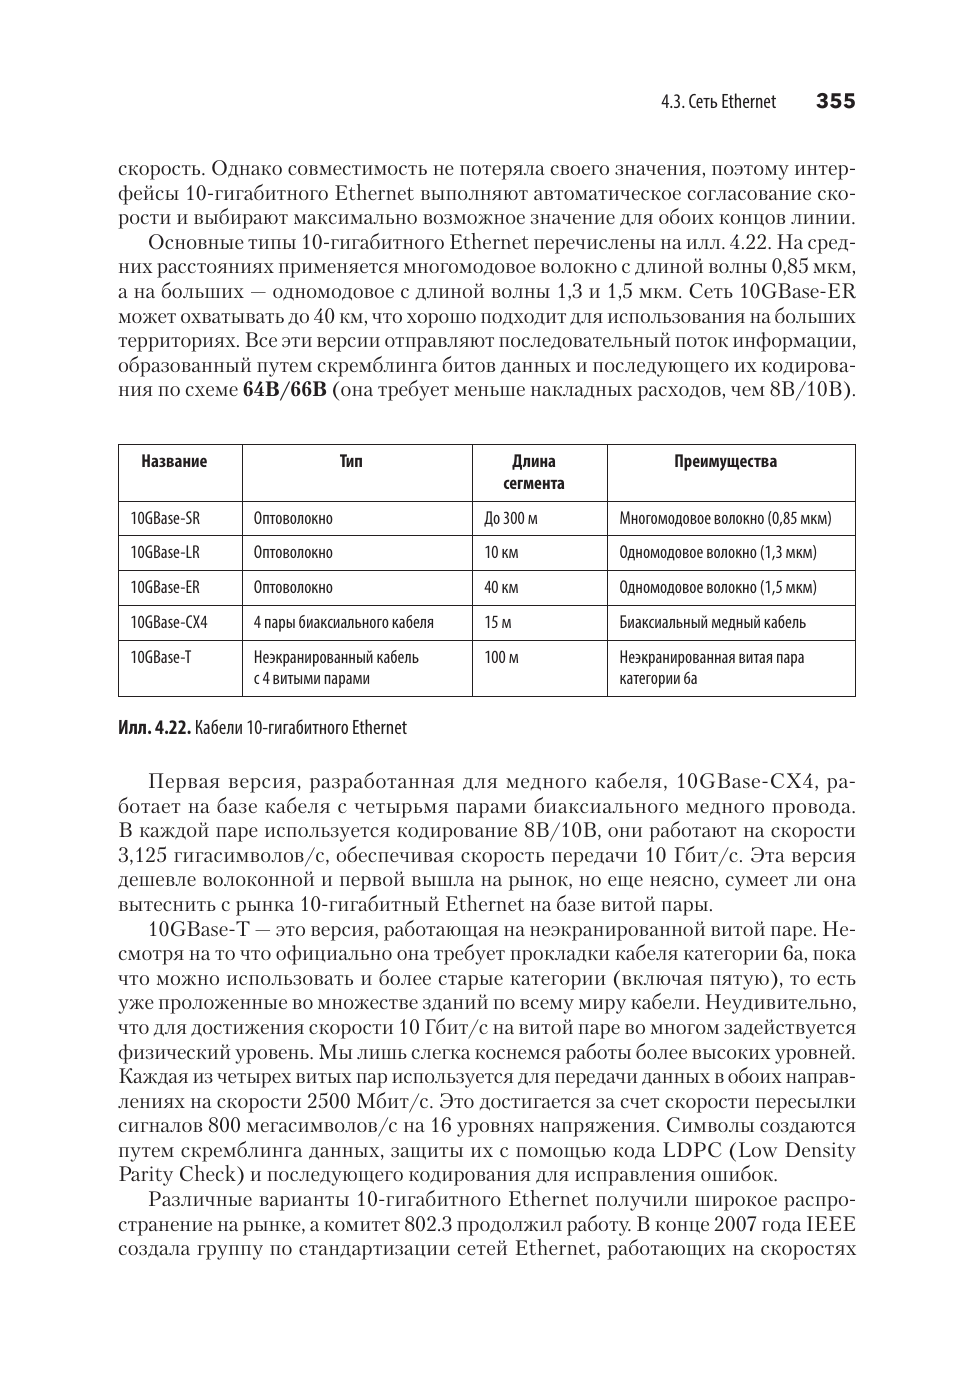 4.3. Сеть Ethernet 355
скорость. Однако совместимость не потеряла своего значения, поэтому интер-
фейсы 10-гигабитного Ethernet выполняют автоматическое согласование ско-
рости и выбирают максимально возможное значение для обоих концов линии.
Основные типы 10-гигабитного Ethernet перечислены на илл. 4.22. На сред-
них расстояниях применяется многомодовое волокно с длиной волны 0,85 мкм,
а на больших — одномодовое с длиной волны 1,3 и 1,5 мкм. Сеть 10GBase-ER
может охватывать до 40 км, что хорошо подходит для использования на больших
территориях. Все эти версии отправляют последовательный поток информации,
образованный путем скремблинга битов данных и последующего их кодирова-
ния по схеме 64B/66B (она требует меньше накладных расходов, чем 8B/10B).
Название Тип Длина Преимущества
сегмента
10GBase-SR Оптоволокно До 300 м Многомодовое волокно (0,85 мкм)
10GBase-LR Оптоволокно 10 км Одномодовое волокно (1,3 мкм)
10GBase-ER Оптоволокно 40 км Одномодовое волокно (1,5 мкм)
10GBase-CX4 4 пары биаксиального кабеля 15 м Биаксиальный медный кабель
10GBase-T Неэкранированный кабель 100 м Неэкранированная витая пара
с 4 витыми парами категории 6a
Илл. 4.22. Кабели 10-гигабитного Ethernet
Первая версия, разработанная для медного кабеля, 10GBase-CX4, ра-
ботает на базе кабеля с четырьмя парами биаксиального медного провода.
В каждой паре используется кодирование 8B/10B, они работают на скорости
3,125 гигасимволов/с, обеспечивая скорость передачи 10 Гбит/с. Эта версия
дешевле волоконной и первой вышла на рынок, но еще неясно, сумеет ли она
вытеснить с рынка 10-гигабитный Ethernet на базе витой пары.
10GBase-T — это версия, работающая на неэкранированной витой паре. Не-
смотря на то что официально она требует прокладки кабеля категории 6a, пока
что можно использовать и более старые категории (включая пятую), то есть
уже проложенные во множестве зданий по всему миру кабели. Неудивительно,
что для достижения скорости 10 Гбит/с на витой паре во многом задействуется
физический уровень. Мы лишь слегка коснемся работы более высоких уровней.
Каждая из четырех витых пар используется для передачи данных в обоих направ-
лениях на скорости 2500 Мбит/с. Это достигается за счет скорости пересылки
сигналов 800 мегасимволов/с на 16 уровнях напряжения. Символы создаются
путем скремблинга данных, защиты их с помощью кода LDPC (Low Density
Parity Check) и последующего кодирования для исправления ошибок.
Различные варианты 10-гигабитного Ethernet получили широкое распро-
странение на рынке, а комитет 802.3 продолжил работу. В конце 2007 года IEEE
создала группу по стандартизации сетей Ethernet, работающих на скоростях